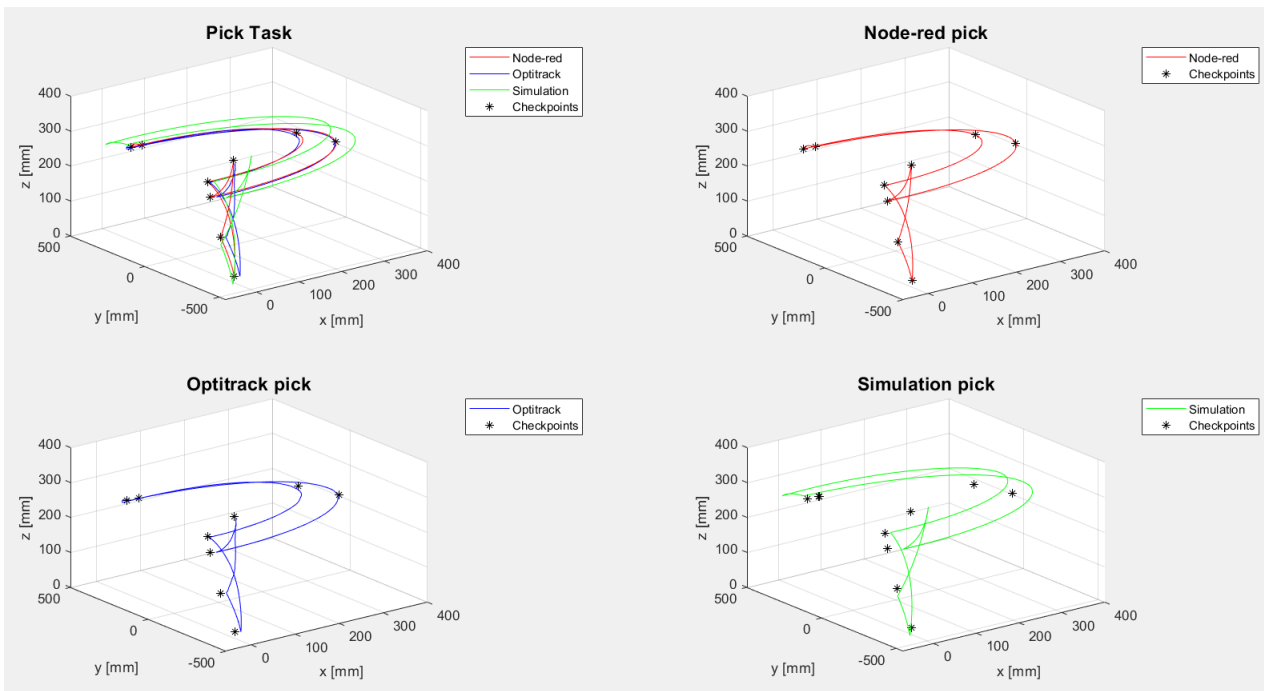 Pick Task
Node-red
Optitrack
Simulation
Checkpoints
400
300
200
100
0
z [mm]
500
0
-500
y [mm]
0
100
200
300
400
x [mm]
Node-red pick
Node-red
Checkpoints
400
300
200
100
0
z [mm]
500
0
-500
y [mm]
0
100
200
300
400
x [mm]
Optitrack pick
Optitrack
Checkpoints
400
300
200
100
0
z [mm]
500
0
-500
y [mm]
0
100
200
300
400
x [mm]
Simulation pick
Simulation
Checkpoints
400
300
200
100
0
z [mm]
500
0
-500
y [mm]
0
100
200
300
400
x [mm]